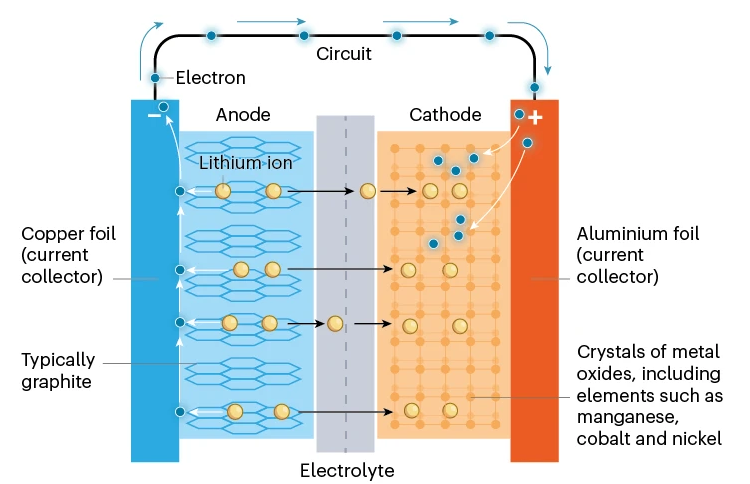 Circuit
Electron
−
+
Anode
Cathode
Lithium ion
Copper foil
(current
collector)
Aluminium foil
(current
collector)
Typically
graphite
Crystals of metal
oxides, including
elements such as
manganese,
cobalt and nickel
Electrolyte